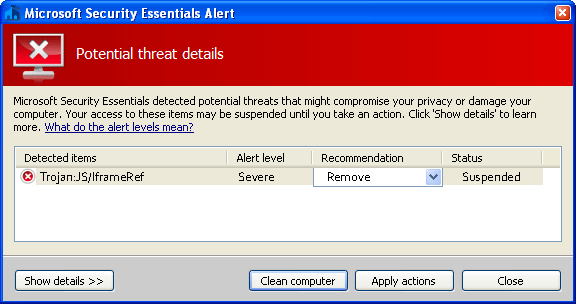 Microsoft Security Essentials Alert
Potential threat details
Microsoft Security Essentials detected potential threats that might compromise your privacy or damage your
computer. Your access to these items may be suspended until you take an action. Click 'Show details' to learn
more. What do the alert levels mean?
Detected items Alert level Recommendation Status
Trojan:JS/IframeRef Severe Remove Suspended
Show details >> Clean computer Apply actions Close